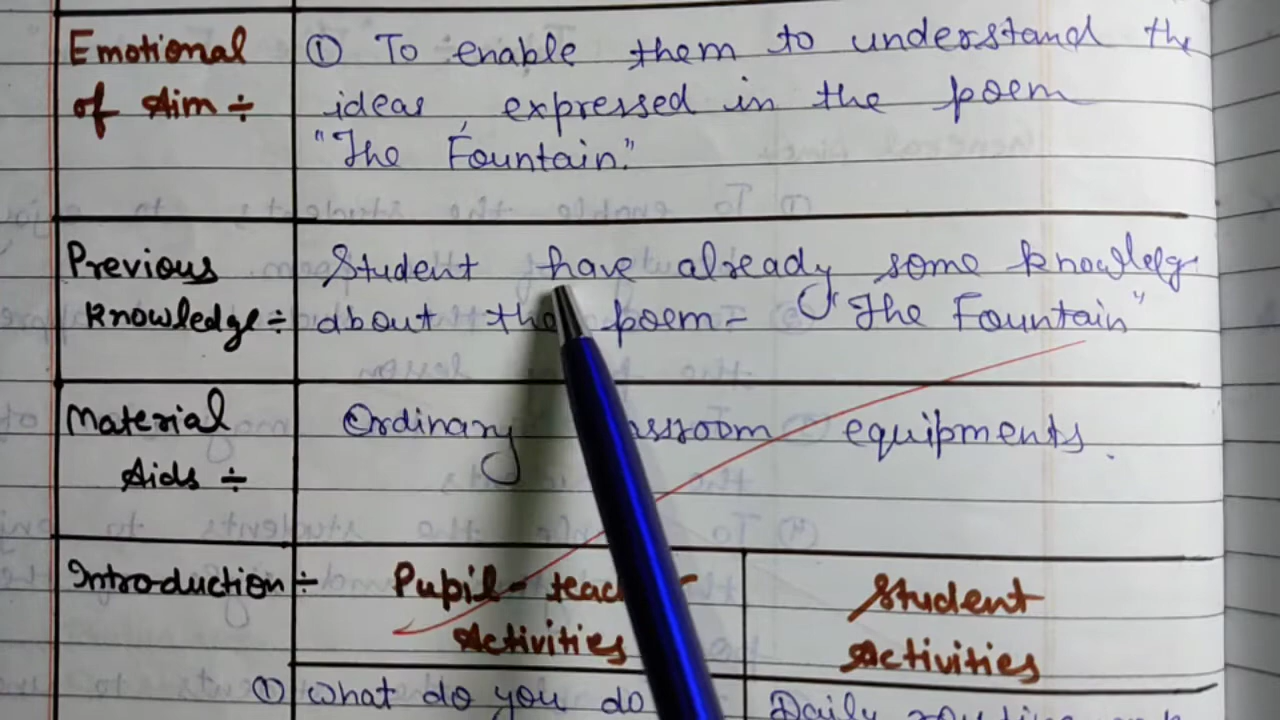 Emotional ① To enable them to understand the
of Aim ÷ ideas, expressed in the poem
"The Fountain."
Previous Student have already some knowledge
knowledge ÷ about the poem - "The Fountain"
Material Ordinary equipments.
Aids ÷
Introduction ÷ Pupil- Student
Activities Activities
① What do you do Daily